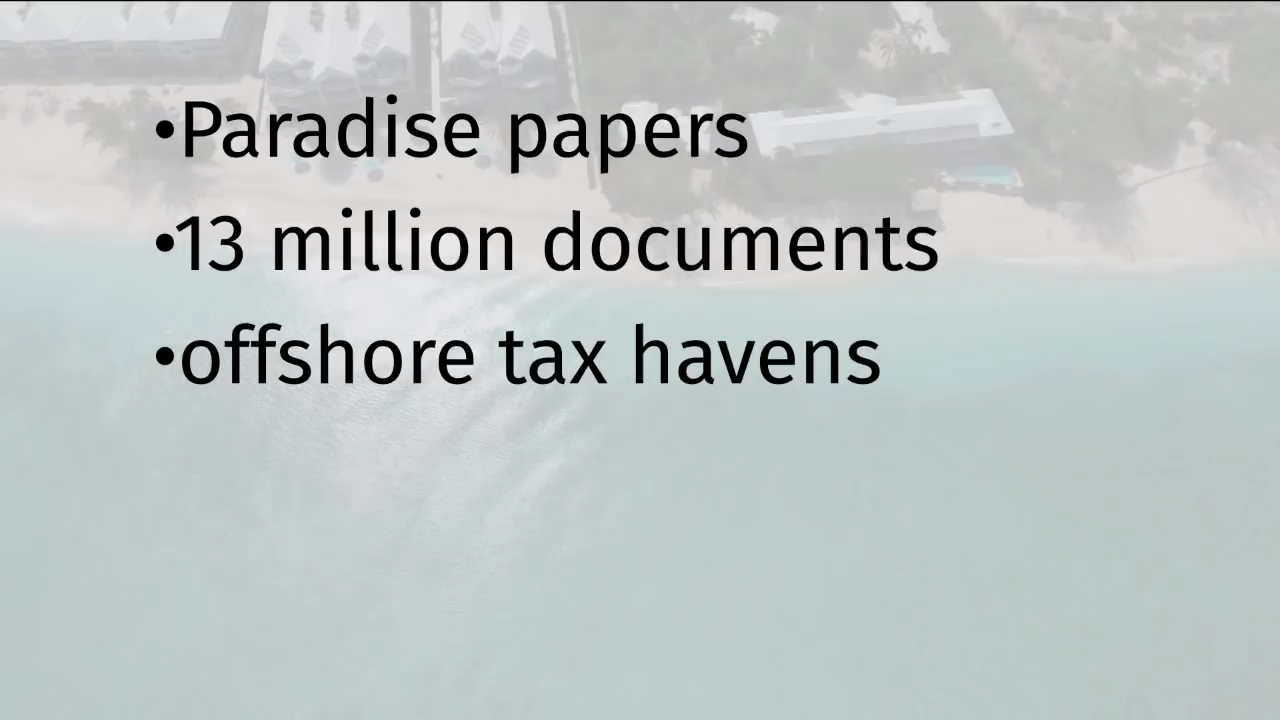 •Paradise papers
•13 million documents
•offshore tax havens